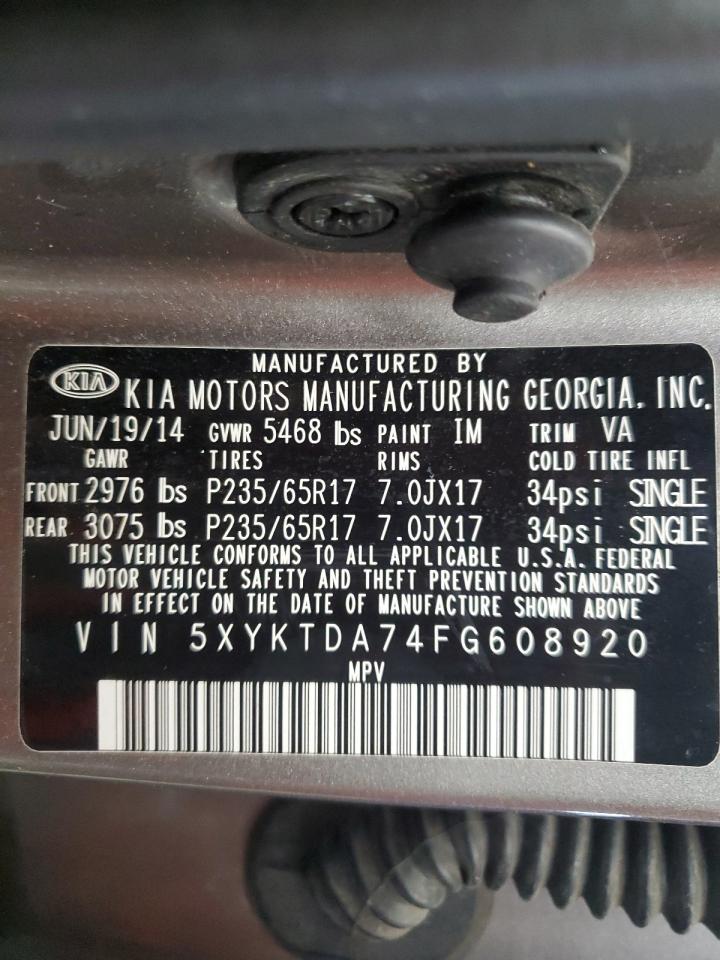 MANUFACTURED BY
KIA KIA MOTORS MANUFACTURING GEORGIA, INC.
JUN/19/14 GVWR 5468 lbs PAINT IM TRIM VA
GAWR TIRES RIMS COLD TIRE INFL
FRONT 2976 lbs P235/65R17 7.0JX17 34psi SINGLE
REAR 3075 lbs P235/65R17 7.0JX17 34psi SINGLE
THIS VEHICLE CONFORMS TO ALL APPLICABLE U.S.A. FEDERAL
MOTOR VEHICLE SAFETY AND THEFT PREVENTION STANDARDS
IN EFFECT ON THE DATE OF MANUFACTURE SHOWN ABOVE
VIN 5XYKTDA74FG608920
MPV